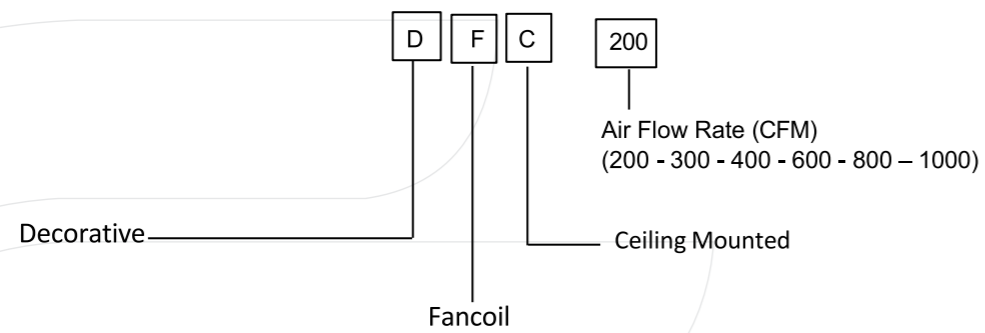 D F C 200
Air Flow Rate (CFM)
(200 - 300 - 400 - 600 - 800 – 1000)
Decorative
Ceiling Mounted
Fancoil